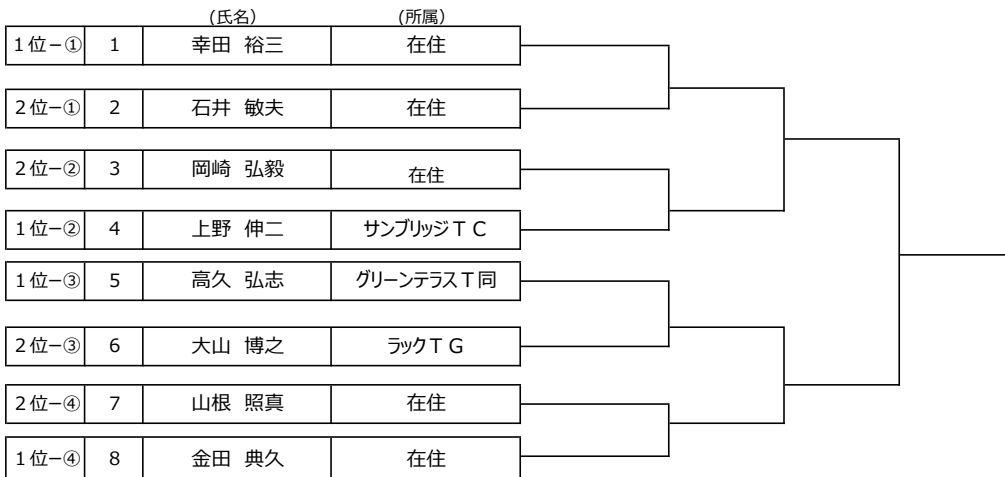 (氏名) (所属)
1位−① 1 幸田 裕三 在住
2位−① 2 石井 敏夫 在住
2位−② 3 岡崎 弘毅 在住
1位−② 4 上野 伸二 サンブリッジＴＣ
1位−③ 5 高久 弘志 グリーンテラスＴ同
2位−③ 6 大山 博之 ラックＴＧ
2位−④ 7 山根 照真 在住
1位−④ 8 金田 典久 在住